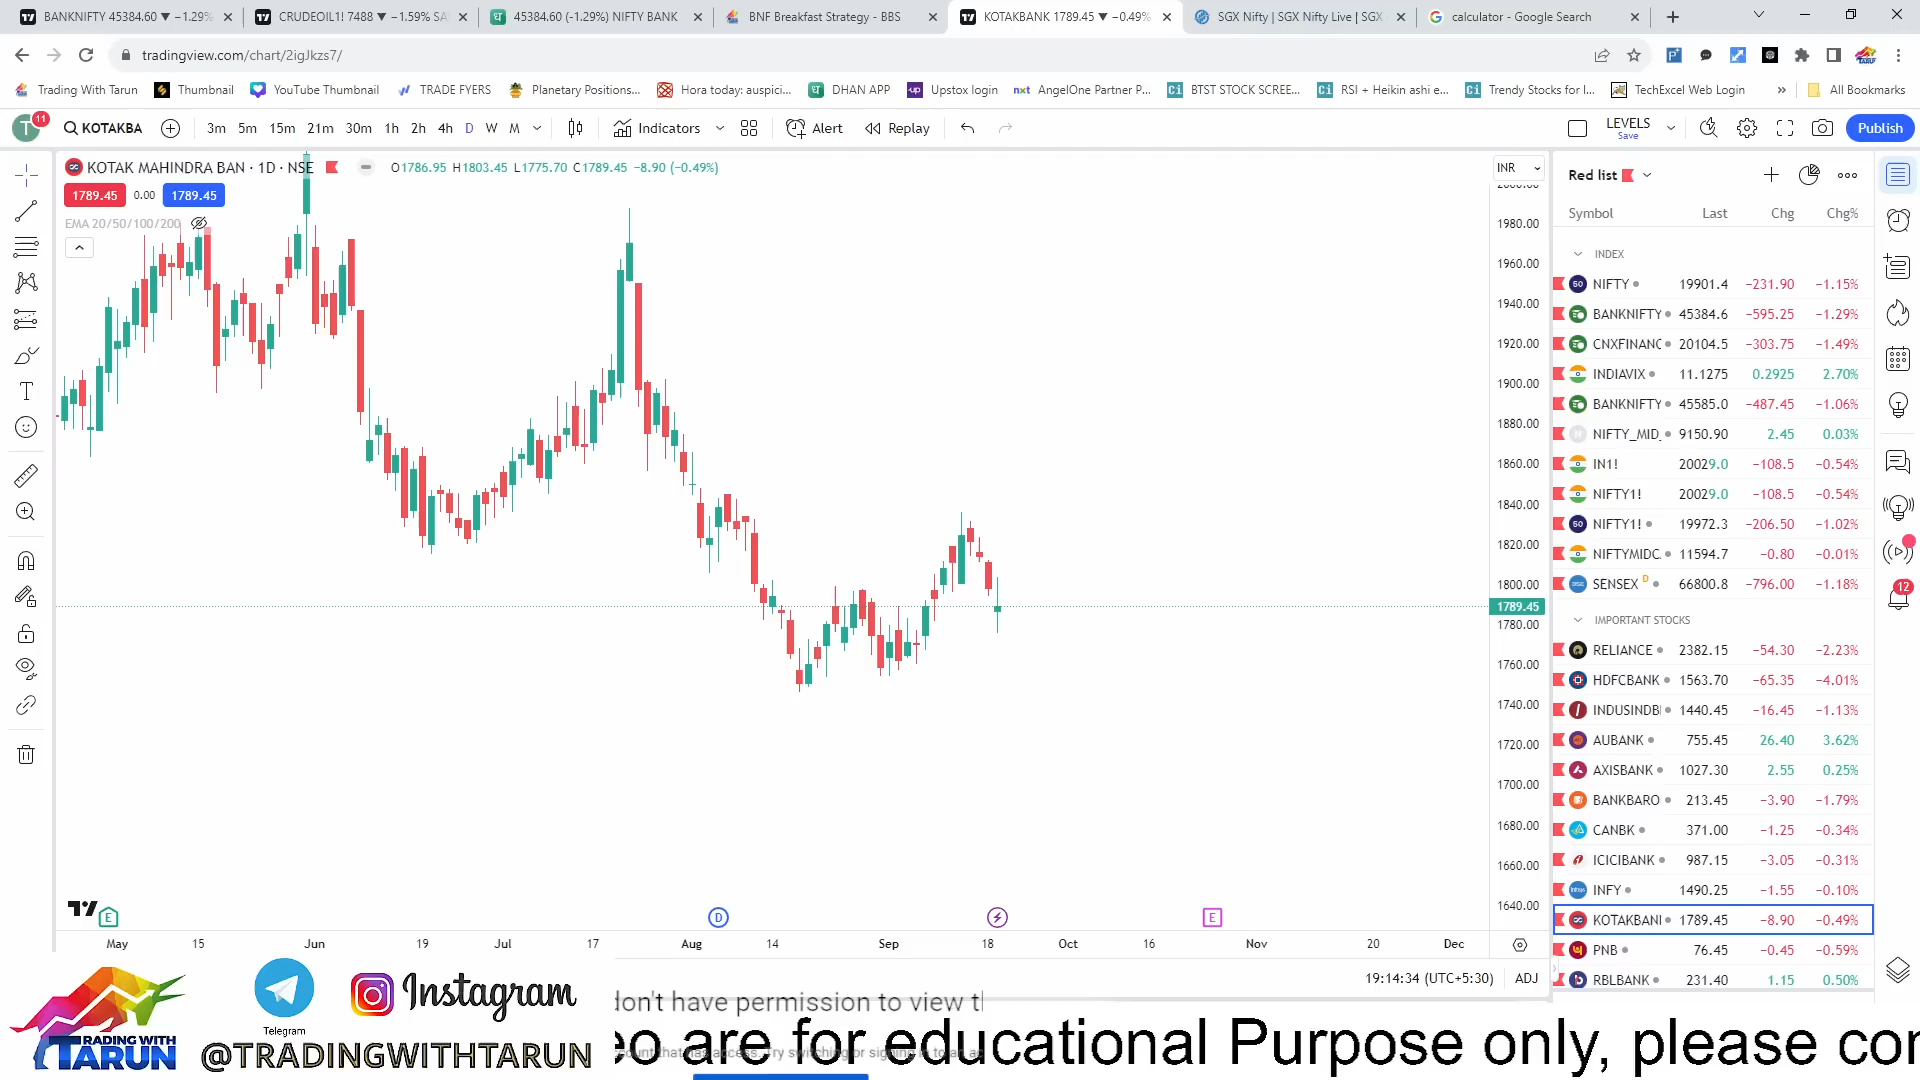 BANKNIFTY 45384.60 ▼ −1.29%
CRUDEOIL1! 7488 ▼ −1.59% SA
45384.60 (-1.29%) NIFTY BANK
BNF Breakfast Strategy - BBS
KOTAKBANK 1789.45 ▼ −0.49%
SGX Nifty | SGX Nifty Live | SGX
calculator - Google Search
tradingview.com/chart/2igJkzs7/
Trading With Tarun
Thumbnail
YouTube Thumbnail
TRADE FYERS
Planetary Positions...
Hora today: auspici...
DHAN APP
Upstox login
AngelOne Partner P...
BTST STOCK SCREE...
RSI + Heikin ashi e...
Trendy Stocks for I...
TechExcel Web Login
»
All Bookmarks
T 11
KOTAKBA
3m 5m 15m 21m 30m 1h 2h 4h D W M
Indicators
Alert
Replay
LEVELS
Save
Publish
KOTAK MAHINDRA BAN · 1D · NSE
O1786.95 H1803.45 L1775.70 C1789.45 −8.90 (−0.49%)
1789.45 0.00 1789.45
EMA 20/50/100/200
INR
1980.00
1960.00
1940.00
1920.00
1900.00
1880.00
1860.00
1840.00
1820.00
1800.00
1789.45
1780.00
1760.00
1740.00
1720.00
1700.00
1680.00
1660.00
1640.00
E D E
May 15 Jun 19 Jul 17 Aug 14 Sep 18 Oct 16 Nov 20 Dec
19:14:34 (UTC+5:30) ADJ
Red list
Symbol Last Chg Chg%
INDEX
NIFTY 19901.4 −231.90 −1.15%
BANKNIFTY 45384.6 −595.25 −1.29%
CNXFINANC 20104.5 −303.75 −1.49%
INDIAVIX 11.1275 0.2925 2.70%
BANKNIFTY 45585.0 −487.45 −1.06%
NIFTY_MID_ 9150.90 2.45 0.03%
IN1! 20029.0 −108.5 −0.54%
NIFTY1! 20029.0 −108.5 −0.54%
NIFTY1! 19972.3 −206.50 −1.02%
NIFTYMIDC 11594.7 −0.80 −0.01%
SENSEX D 66800.8 −796.00 −1.18%
IMPORTANT STOCKS
RELIANCE 2382.15 −54.30 −2.23%
HDFCBANK 1563.70 −65.35 −4.01%
INDUSINDB 1440.45 −16.45 −1.13%
AUBANK 755.45 26.40 3.62%
AXISBANK 1027.30 2.55 0.25%
BANKBARO 213.45 −3.90 −1.79%
CANBK 371.00 −1.25 −0.34%
ICICIBANK 987.15 −3.05 −0.31%
INFY 1490.25 −1.55 −0.10%
KOTAKBANI 1789.45 −8.90 −0.49%
PNB 76.45 −0.45 −0.59%
RBLBANK 231.40 1.15 0.50%
12
TRADING WITH
TARUN
Telegram
Instagram
@TRADINGWITHTARUN
don't have permission to view tl
eo are for educational Purpose only, please con